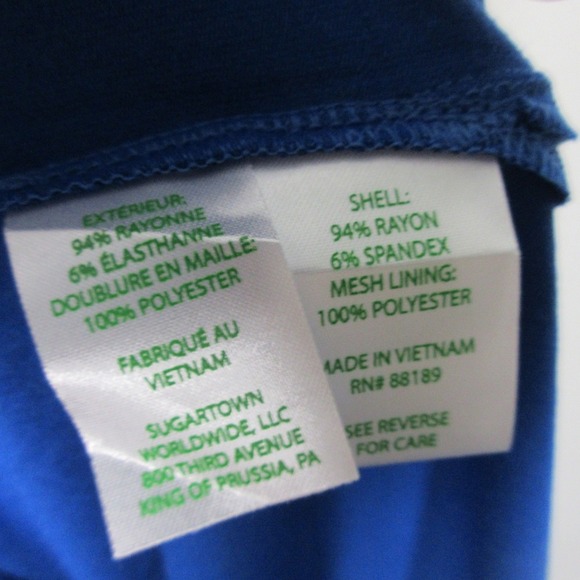 EXTÉRIEUR:
94% RAYONNE
6% ÉLASTHANNE
DOUBLURE EN MAILLE:
100% POLYESTER
FABRIQUÉ AU
VIETNAM
SUGARTOWN
WORLDWIDE, LLC
800 THIRD AVENUE
KING OF PRUSSIA, PA
SHELL:
94% RAYON
6% SPANDEX
MESH LINING:
100% POLYESTER
MADE IN VIETNAM
RN# 88189
SEE REVERSE
FOR CARE